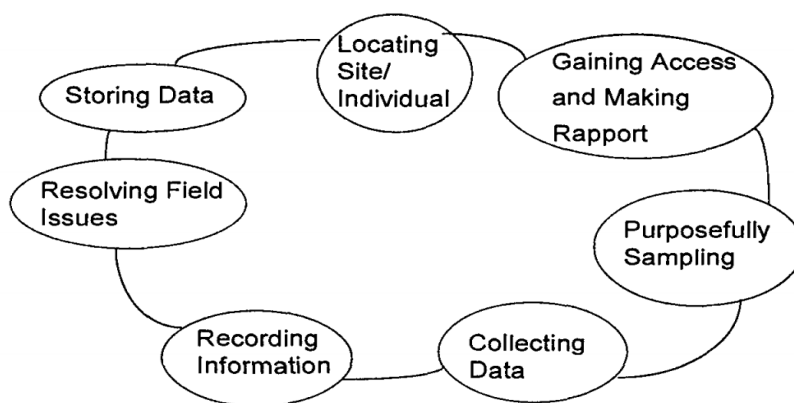 Locating
Site/
Individual
Gaining Access
and Making
Rapport
Purposefully
Sampling
Collecting
Data
Recording
Information
Resolving Field
Issues
Storing Data